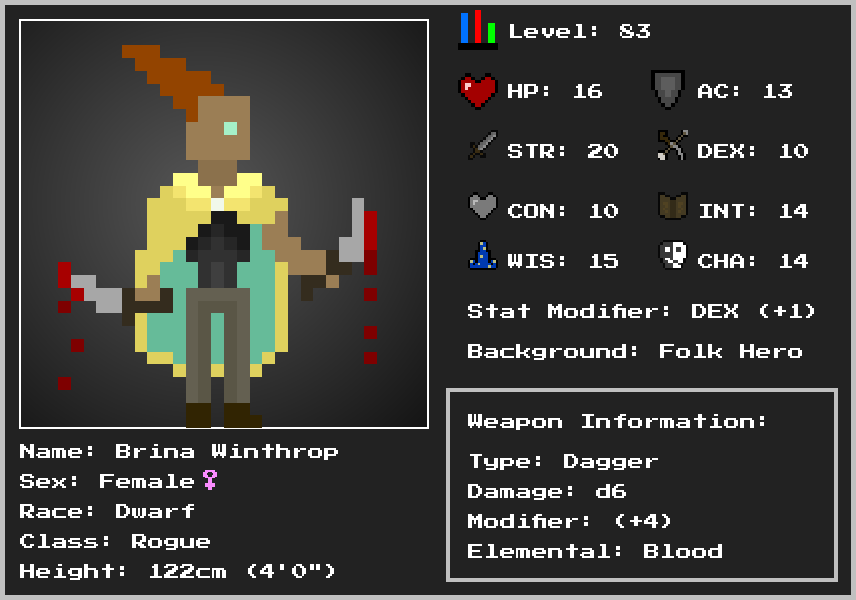 Level: 83
HP: 16 AC: 13
STR: 20 DEX: 10
CON: 10 INT: 14
WIS: 15 CHA: 14
Stat Modifier: DEX (+1)
Background: Folk Hero
Weapon Information:
Type: Dagger
Damage: d6
Modifier: (+4)
Elemental: Blood
Name: Brina Winthrop
Sex: Female♀
Race: Dwarf
Class: Rogue
Height: 122cm (4'0")